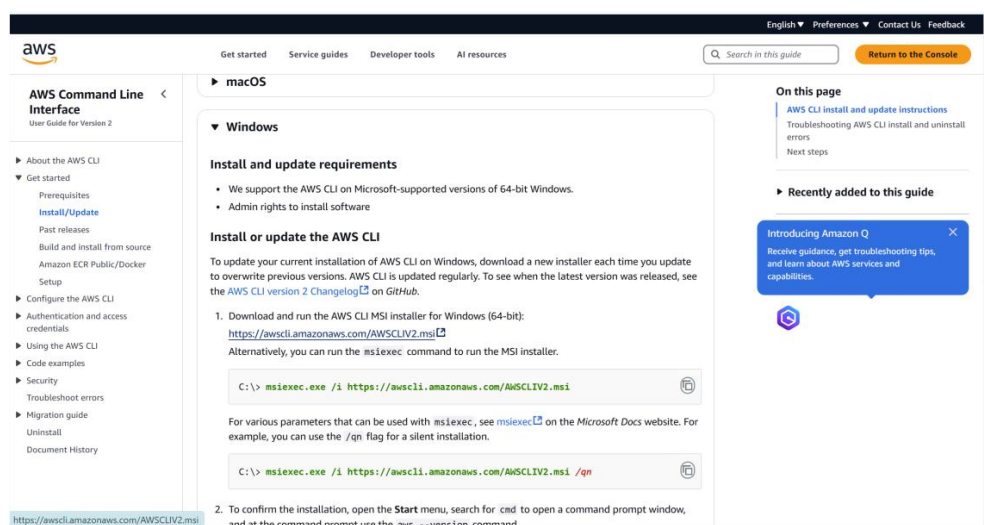 English ▼ Preferences ▼ Contact Us Feedback
aws
Get started Service guides Developer tools AI resources
Search in this guide
Return to the Console
AWS Command Line
Interface
User Guide for Version 2
▶ About the AWS CLI
▼ Get started
Prerequisites
Install/Update
Past releases
Build and install from source
Amazon ECR Public/Docker
Setup
▶ Configure the AWS CLI
▶ Authentication and access
credentials
▶ Using the AWS CLI
▶ Code examples
▶ Security
Troubleshoot errors
▶ Migration guide
Uninstall
Document History
https://awscli.amazonaws.com/AWSCLIV2.msi
▶ macOS
▼ Windows
Install and update requirements
• We support the AWS CLI on Microsoft-supported versions of 64-bit Windows.
• Admin rights to install software
Install or update the AWS CLI
To update your current installation of AWS CLI on Windows, download a new installer each time you update
to overwrite previous versions. AWS CLI is updated regularly. To see when the latest version was released, see
the AWS CLI version 2 Changelog on GitHub.
1. Download and run the AWS CLI MSI installer for Windows (64-bit):
https://awscli.amazonaws.com/AWSCLIV2.msi
Alternatively, you can run the msiexec command to run the MSI installer.
C:\> msiexec.exe /i https://awscli.amazonaws.com/AWSCLIV2.msi
For various parameters that can be used with msiexec, see msiexec on the Microsoft Docs website. For
example, you can use the /qn flag for a silent installation.
C:\> msiexec.exe /i https://awscli.amazonaws.com/AWSCLIV2.msi /qn
2. To confirm the installation, open the Start menu, search for cmd to open a command prompt window,
and at the command prompt use the aws --version command.
On this page
AWS CLI install and update instructions
Troubleshooting AWS CLI install and uninstall
errors
Next steps
▶ Recently added to this guide
Introducing Amazon Q
Receive guidance, get troubleshooting tips,
and learn about AWS services and
capabilities.